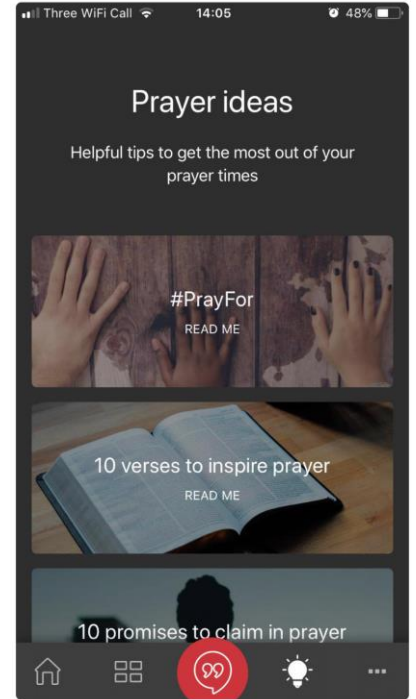 Three WiFi Call 14:05 48%
Prayer ideas
Helpful tips to get the most out of your
prayer times
#PrayFor
READ ME
10 verses to inspire prayer
READ ME
10 promises to claim in prayer